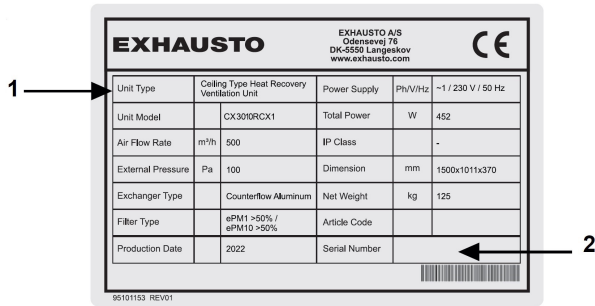 EXHAUSTO
EXHAUSTO A/S
Odensevej 76
DK-5550 Langeskov
www.exhausto.com
CE
1
Unit Type Ceiling Type Heat Recovery Ventilation Unit Power Supply Ph/V/Hz ~1 / 230 V / 50 Hz
Unit Model CX3010RCX1 Total Power W 452
Air Flow Rate m³/h 500 IP Class -
External Pressure Pa 100 Dimension mm 1500x1011x370
Exchanger Type Counterflow Aluminum Net Weight kg 125
Filter Type ePM1 >50% / ePM10 >50% Article Code
Production Date 2022 Serial Number
2
95101153 REV01